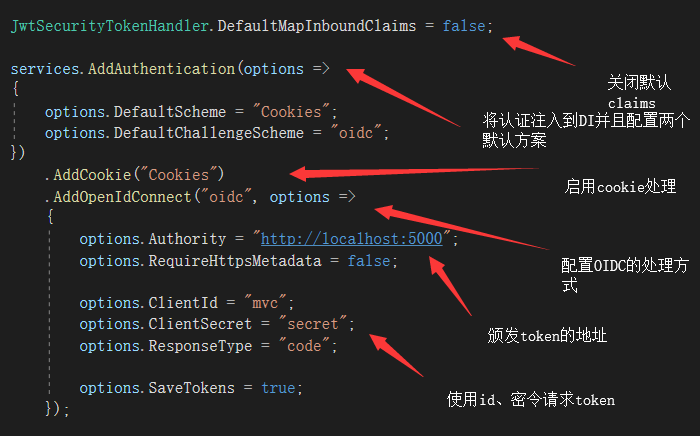 JwtSecurityTokenHandler.DefaultMapInboundClaims = false;
关闭默认
claims
services.AddAuthentication(options =>
{
将认证注入到DI并且配置两个
默认方案
options.DefaultScheme = "Cookies";
options.DefaultChallengeScheme = "oidc";
})
.AddCookie("Cookies")
启用cookie处理
.AddOpenIdConnect("oidc", options =>
{
配置OIDC的处理方
式
options.Authority = "http://localhost:5000";
颁发token的地址
options.RequireHttpsMetadata = false;
options.ClientId = "mvc";
options.ClientSecret = "secret";
options.ResponseType = "code";
使用id、密令请求token
options.SaveTokens = true;
});